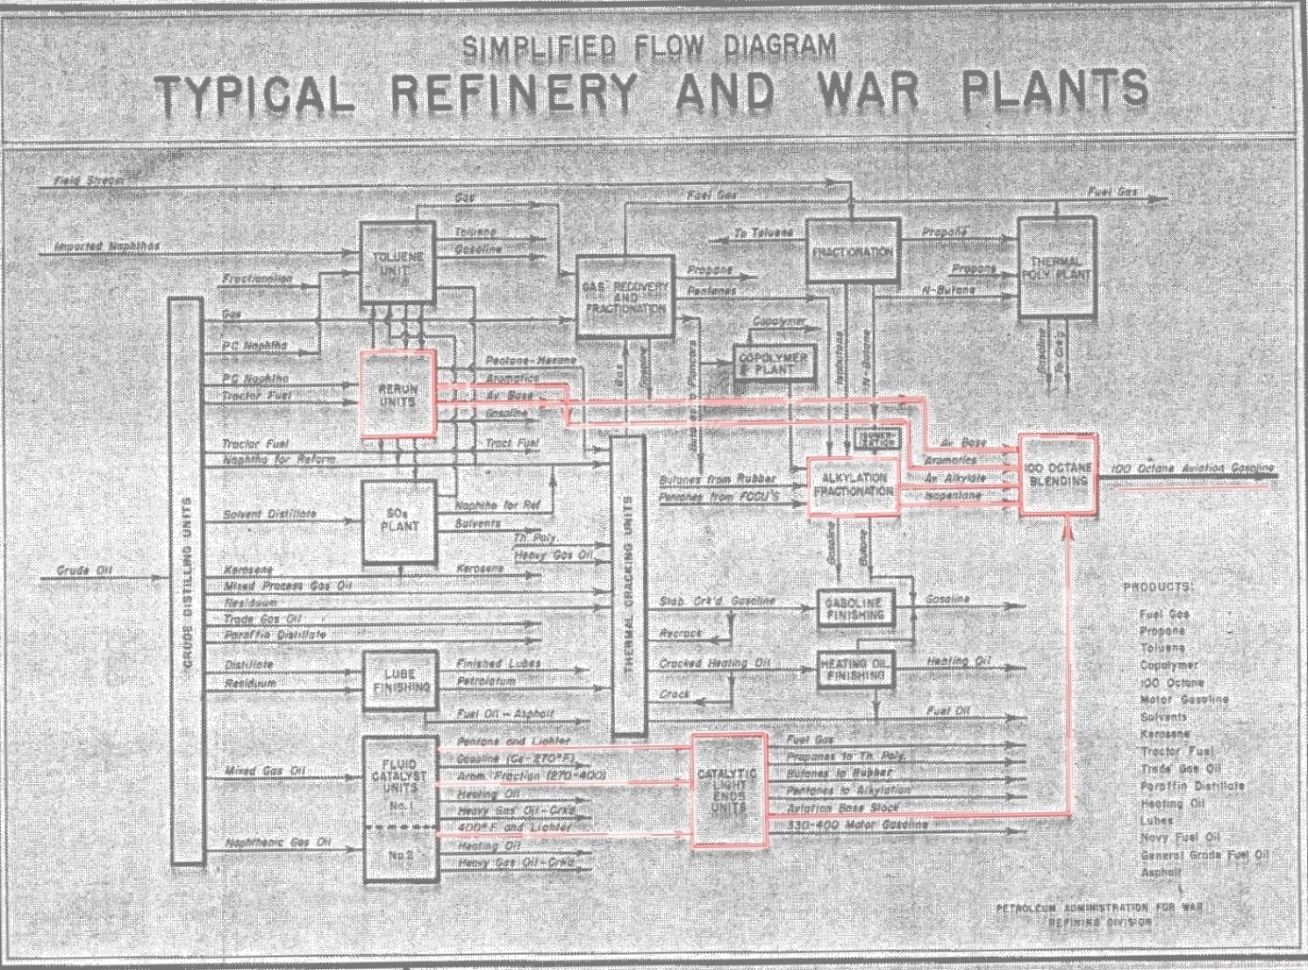 SIMPLIFIED FLOW DIAGRAM
TYPICAL REFINERY AND WAR PLANTS
Field Stream
Imported Naphthas
Crude Oil
CRUDE DISTILLING UNITS
Gas
PC Naphtha
PC Naphtha
Tractor Fuel
Tractor Fuel
Naphtha for Reform.
Solvent Distillate
Kerosene
Mixed Process Gas Oil
Residuum
Trade Gas Oil
Paraffin Distillate
Distillate
Residuum
Mixed Gas Oil
Naphthenic Gas Oil
TOLUENE
UNIT
Gas
Toluene
Gasoline
RERUN
UNITS
Pentane-Hexane
Aromatics
Av Base
Gasoline
Tract. Fuel
SO₂
PLANT
Naphtha for Ref
Solvents
Th. Poly.
Heavy Gas Oil
Kerosene
LUBE
FINISHING
Finished Lubes
Petrolatum
Fuel Oil - Asphalt
FLUID
CATALYST
UNITS
No. 1
No 2
Pentane and Lighter
Arom. Fraction (270-400)
Heating Oil
Heavy Gas Oil - Crk'd
400°F and Lighter
Heating Oil
Heavy Gas Oil - Crk'd
GAS RECOVERY
AND
FRACTIONATION
Fuel Gas
Propane
Pentanes
Gas
THERMAL CRACKING UNITS
Copolymer
COPOLYMER
PLANT
To Toluene
FRACTIONATION
Propane
Propane
N-Butane
Isobutane
N-Butane
THERMAL
POLY PLANT
Fuel Gas
Gasoline
To Crk'g
Butanes from Rubber
Pentanes from FCCU'S
ALKYLATION
FRACTIONATION
Av Base
Aromatics
Av Alkylate
Isopentane
100 OCTANE
BLENDING
100 Octane Aviation Gasoline
Gasoline
Butane
Stab. Crk'd. Gasoline
Recrack
GASOLINE
FINISHING
Gasoline
Cracked Heating Oil
Crack
HEATING OIL
FINISHING
Heating Oil
Fuel Oil
CATALYTIC
LIGHT
ENDS
UNITS
Fuel Gas
Propanes to Th. Poly.
Butanes to Rubber
Pentanes to Alkylation
Aviation Base Stock
330-400 Motor Gasoline
PRODUCTS:
Fuel Gas
Propane
Toluene
Copolymer
100 Octane
Motor Gasoline
Solvents
Kerosene
Tractor Fuel
Trade Gas Oil
Paraffin Distillate
Heating Oil
Lubes
Navy Fuel Oil
General Grade Fuel Oil
Asphalt
PETROLEUM ADMINISTRATION FOR WAR
REFINING DIVISION